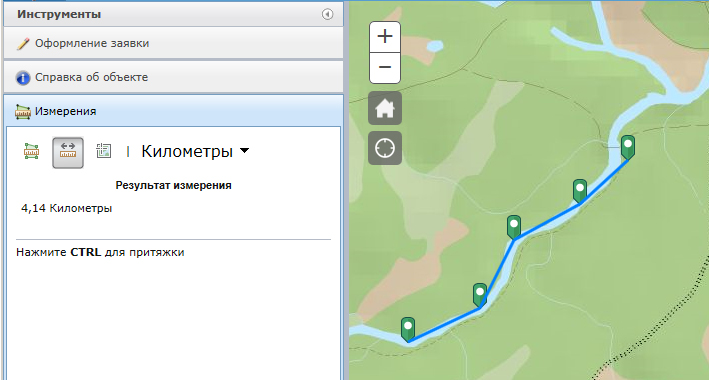 Инструменты
Оформление заявки
Справка об объекте
Измерения
Километры
Результат измерения
4,14 Километры
Нажмите CTRL для притяжки